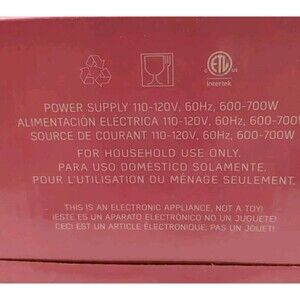 ETL
Intertek
POWER SUPPLY 110-120V, 60Hz, 600-700W
ALIMENTACIÓN ELÉCTRICA 110-120V, 60Hz, 600-700W
SOURCE DE COURANT 110-120V, 60Hz, 600-700W
FOR HOUSEHOLD USE ONLY.
PARA USO DOMÉSTICO SOLAMENTE.
POUR L'UTILISATION DU MÉNAGE SEULEMENT.
THIS IS AN ELECTRONIC APPLIANCE, NOT A TOY!
¡ESTE ES UN APARATO ELECTRÓNICO NO UN JUGUETE!
CECI EST UN ARTICLE ÉLECTRONIQUE, PAS UN JOUET!